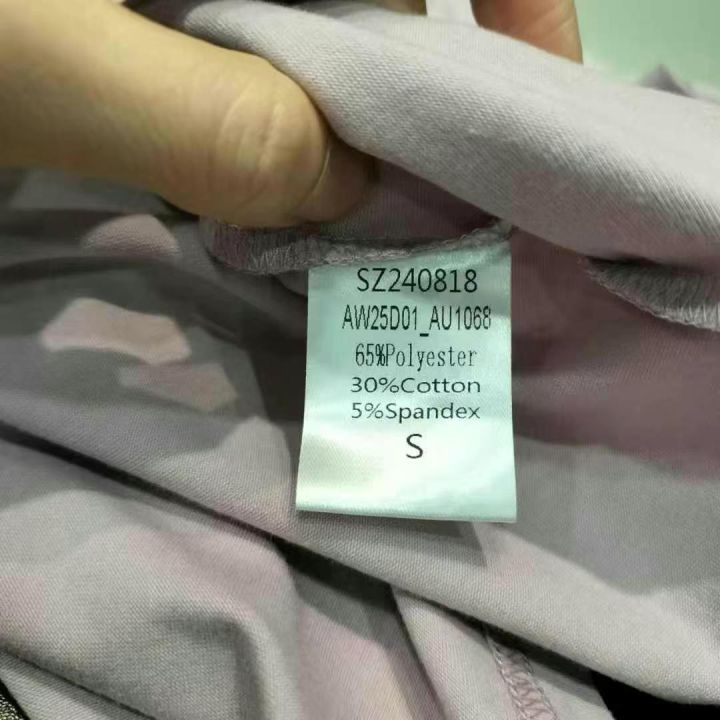 SZ240818
AW25D01_AU1068
65%Polyester
30%Cotton
5%Spandex
S